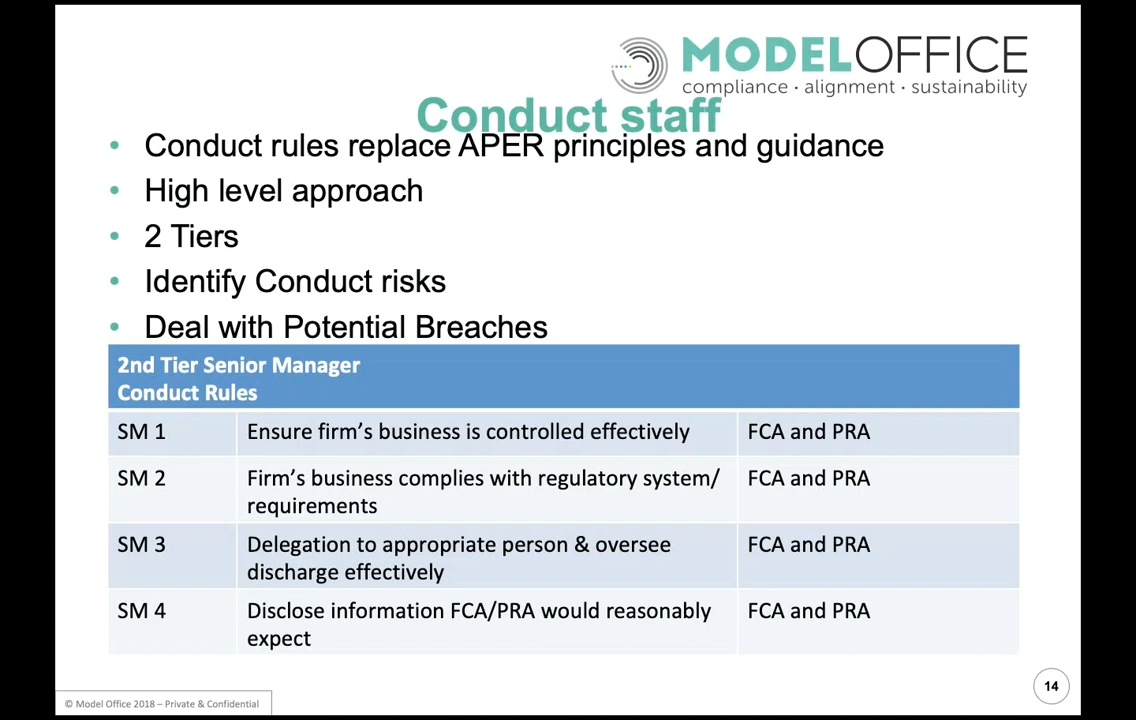 MODELOFFICE
compliance · alignment · sustainability
Conduct staff
• Conduct rules replace APER principles and guidance
• High level approach
• 2 Tiers
• Identify Conduct risks
• Deal with Potential Breaches
2nd Tier Senior Manager
Conduct Rules
SM 1 Ensure firm’s business is controlled effectively FCA and PRA
SM 2 Firm’s business complies with regulatory system/ FCA and PRA
requirements
SM 3 Delegation to appropriate person & oversee FCA and PRA
discharge effectively
SM 4 Disclose information FCA/PRA would reasonably FCA and PRA
expect
© Model Office 2018 – Private & Confidential
14